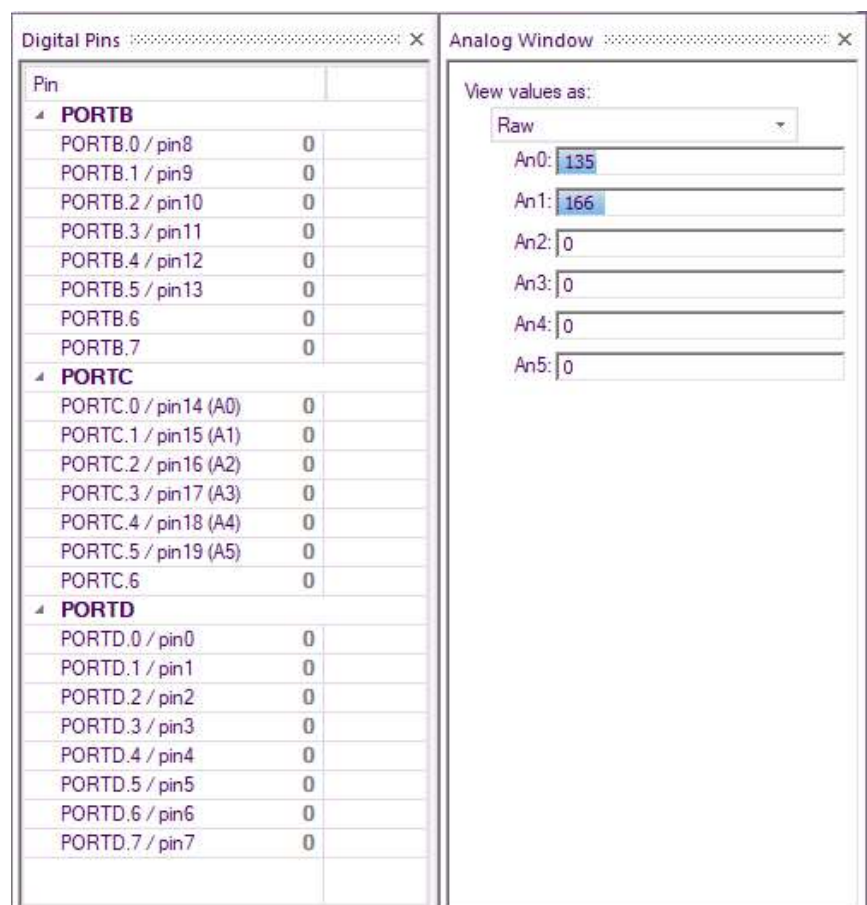 Digital Pins
Pin
PORTB
PORTB.0 / pin8 0
PORTB.1 / pin9 0
PORTB.2 / pin10 0
PORTB.3 / pin11 0
PORTB.4 / pin12 0
PORTB.5 / pin13 0
PORTB.6 0
PORTB.7 0
PORTC
PORTC.0 / pin14 (A0) 0
PORTC.1 / pin15 (A1) 0
PORTC.2 / pin16 (A2) 0
PORTC.3 / pin17 (A3) 0
PORTC.4 / pin18 (A4) 0
PORTC.5 / pin19 (A5) 0
PORTC.6 0
PORTD
PORTD.0 / pin0 0
PORTD.1 / pin1 0
PORTD.2 / pin2 0
PORTD.3 / pin3 0
PORTD.4 / pin4 0
PORTD.5 / pin5 0
PORTD.6 / pin6 0
PORTD.7 / pin7 0
Analog Window
View values as:
Raw
An0: 135
An1: 166
An2: 0
An3: 0
An4: 0
An5: 0